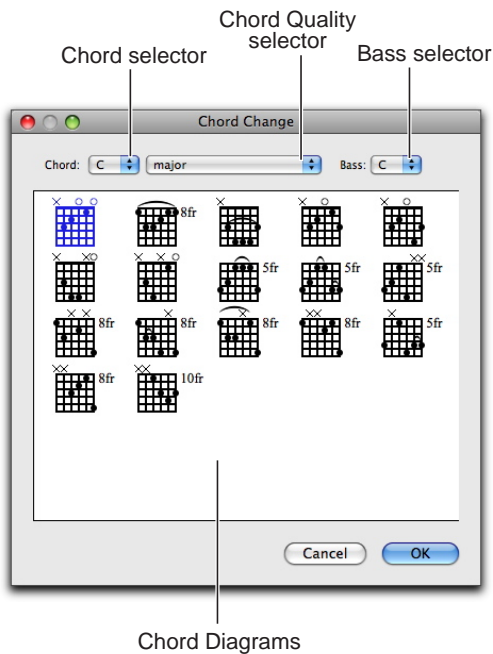 Chord Quality
selector
Chord selector
Bass selector
Chord Change
Chord: C major Bass: C
8fr
5fr 5fr 5fr
8fr 8fr 8fr 8fr 5fr
8fr 10fr
Cancel OK
Chord Diagrams